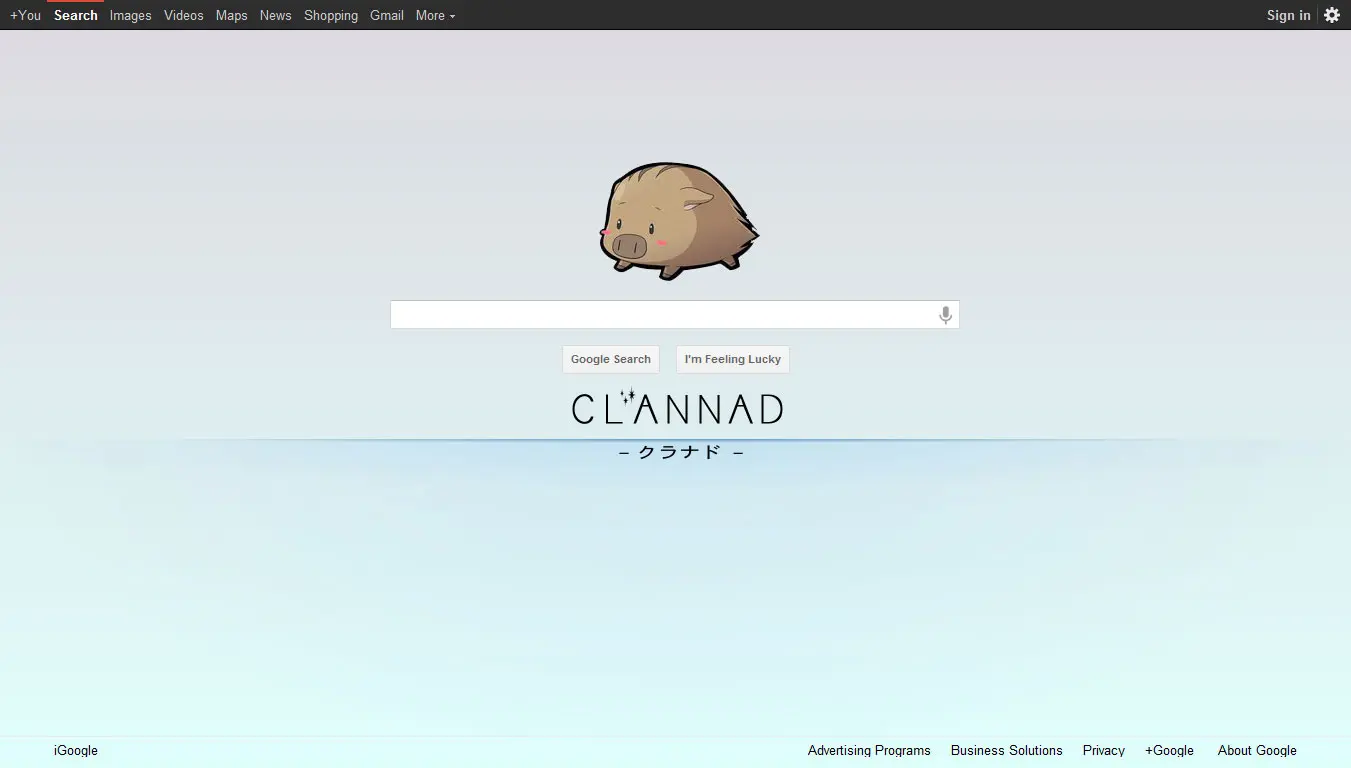 +You Search Images Videos Maps News Shopping Gmail More Sign in
Google Search I'm Feeling Lucky
CLANNAD
– クラナド –
iGoogle Advertising Programs Business Solutions Privacy +Google About Google